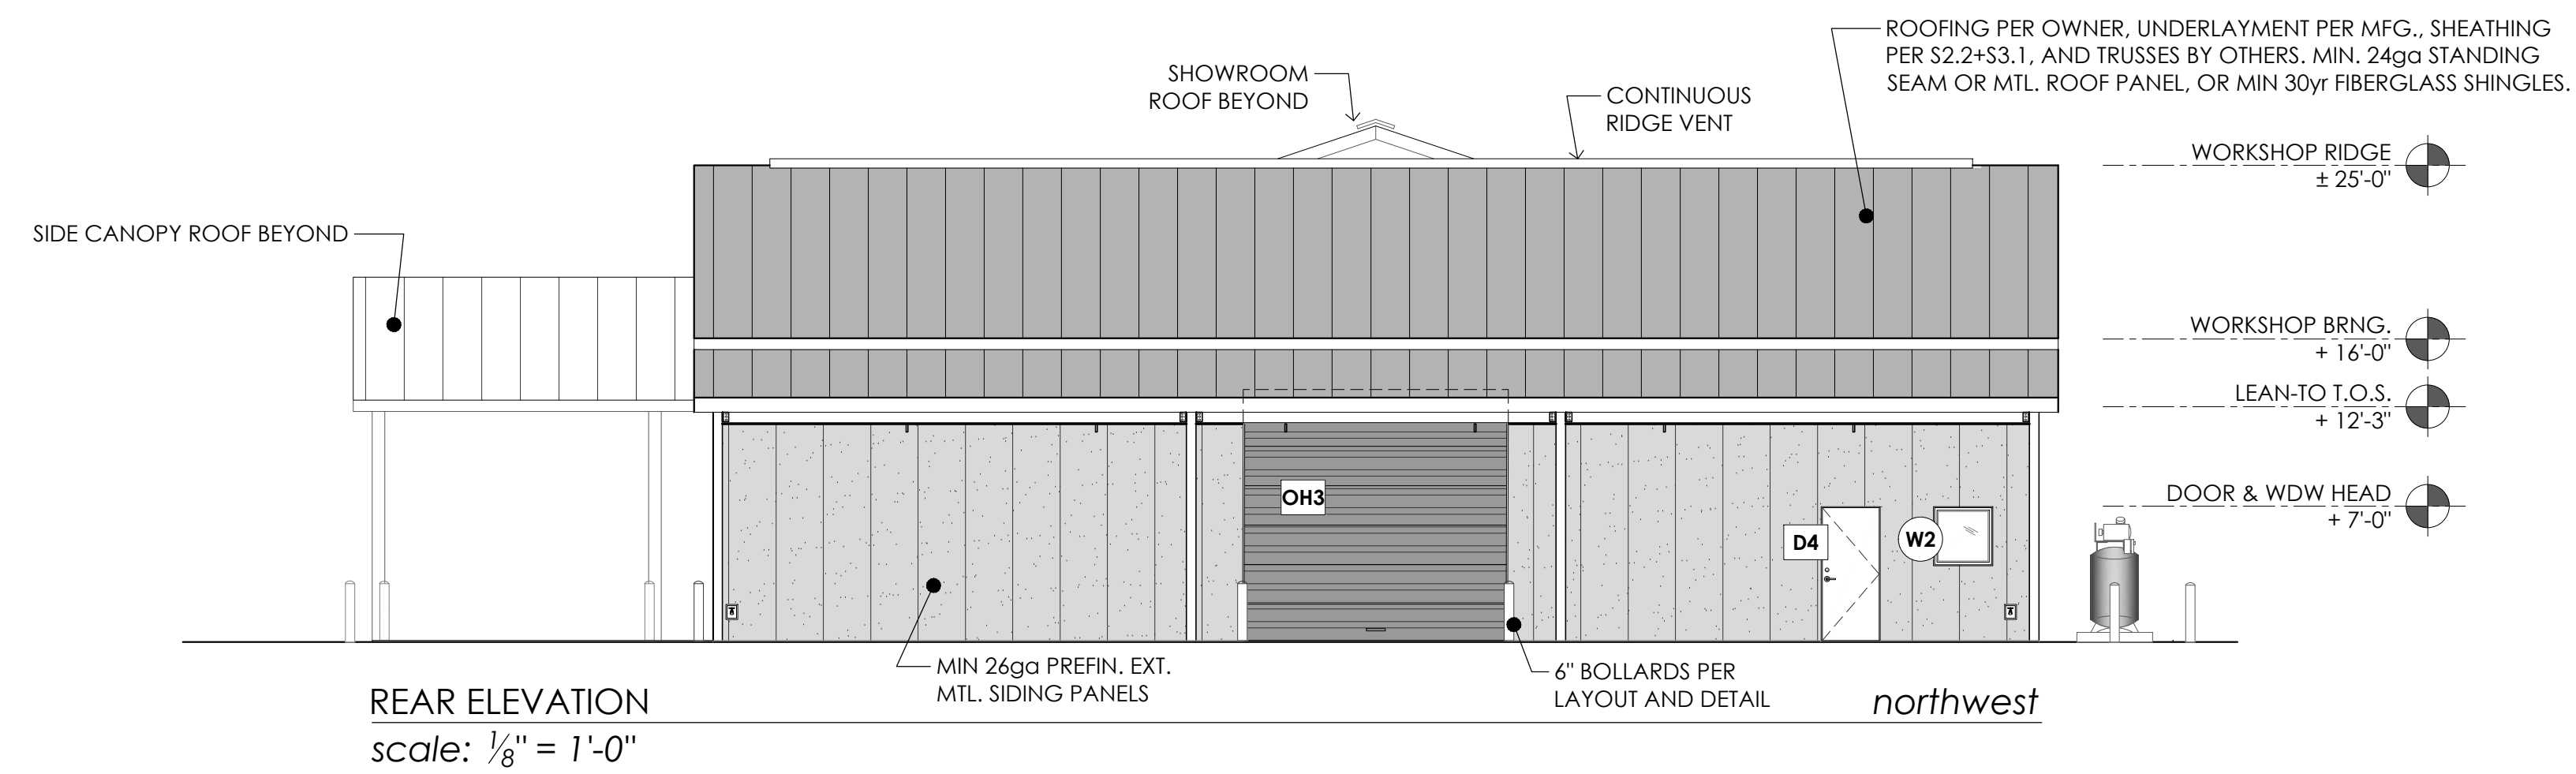 ROOFING PER OWNER, UNDERLAYMENT PER MFG., SHEATHING
PER S2.2+S3.1, AND TRUSSES BY OTHERS. MIN. 24ga STANDING
SEAM OR MTL. ROOF PANEL, OR MIN 30yr FIBERGLASS SHINGLES.
SHOWROOM
ROOF BEYOND
CONTINUOUS
RIDGE VENT
WORKSHOP RIDGE
± 25'-0"
SIDE CANOPY ROOF BEYOND
WORKSHOP BRNG.
+ 16'-0"
LEAN-TO T.O.S.
+ 12'-3"
DOOR & WDW HEAD
+ 7'-0"
OH3
D4
W2
MIN 26ga PREFIN. EXT.
MTL. SIDING PANELS
6" BOLLARDS PER
LAYOUT AND DETAIL
REAR ELEVATION
northwest
scale: ⅛" = 1'-0"